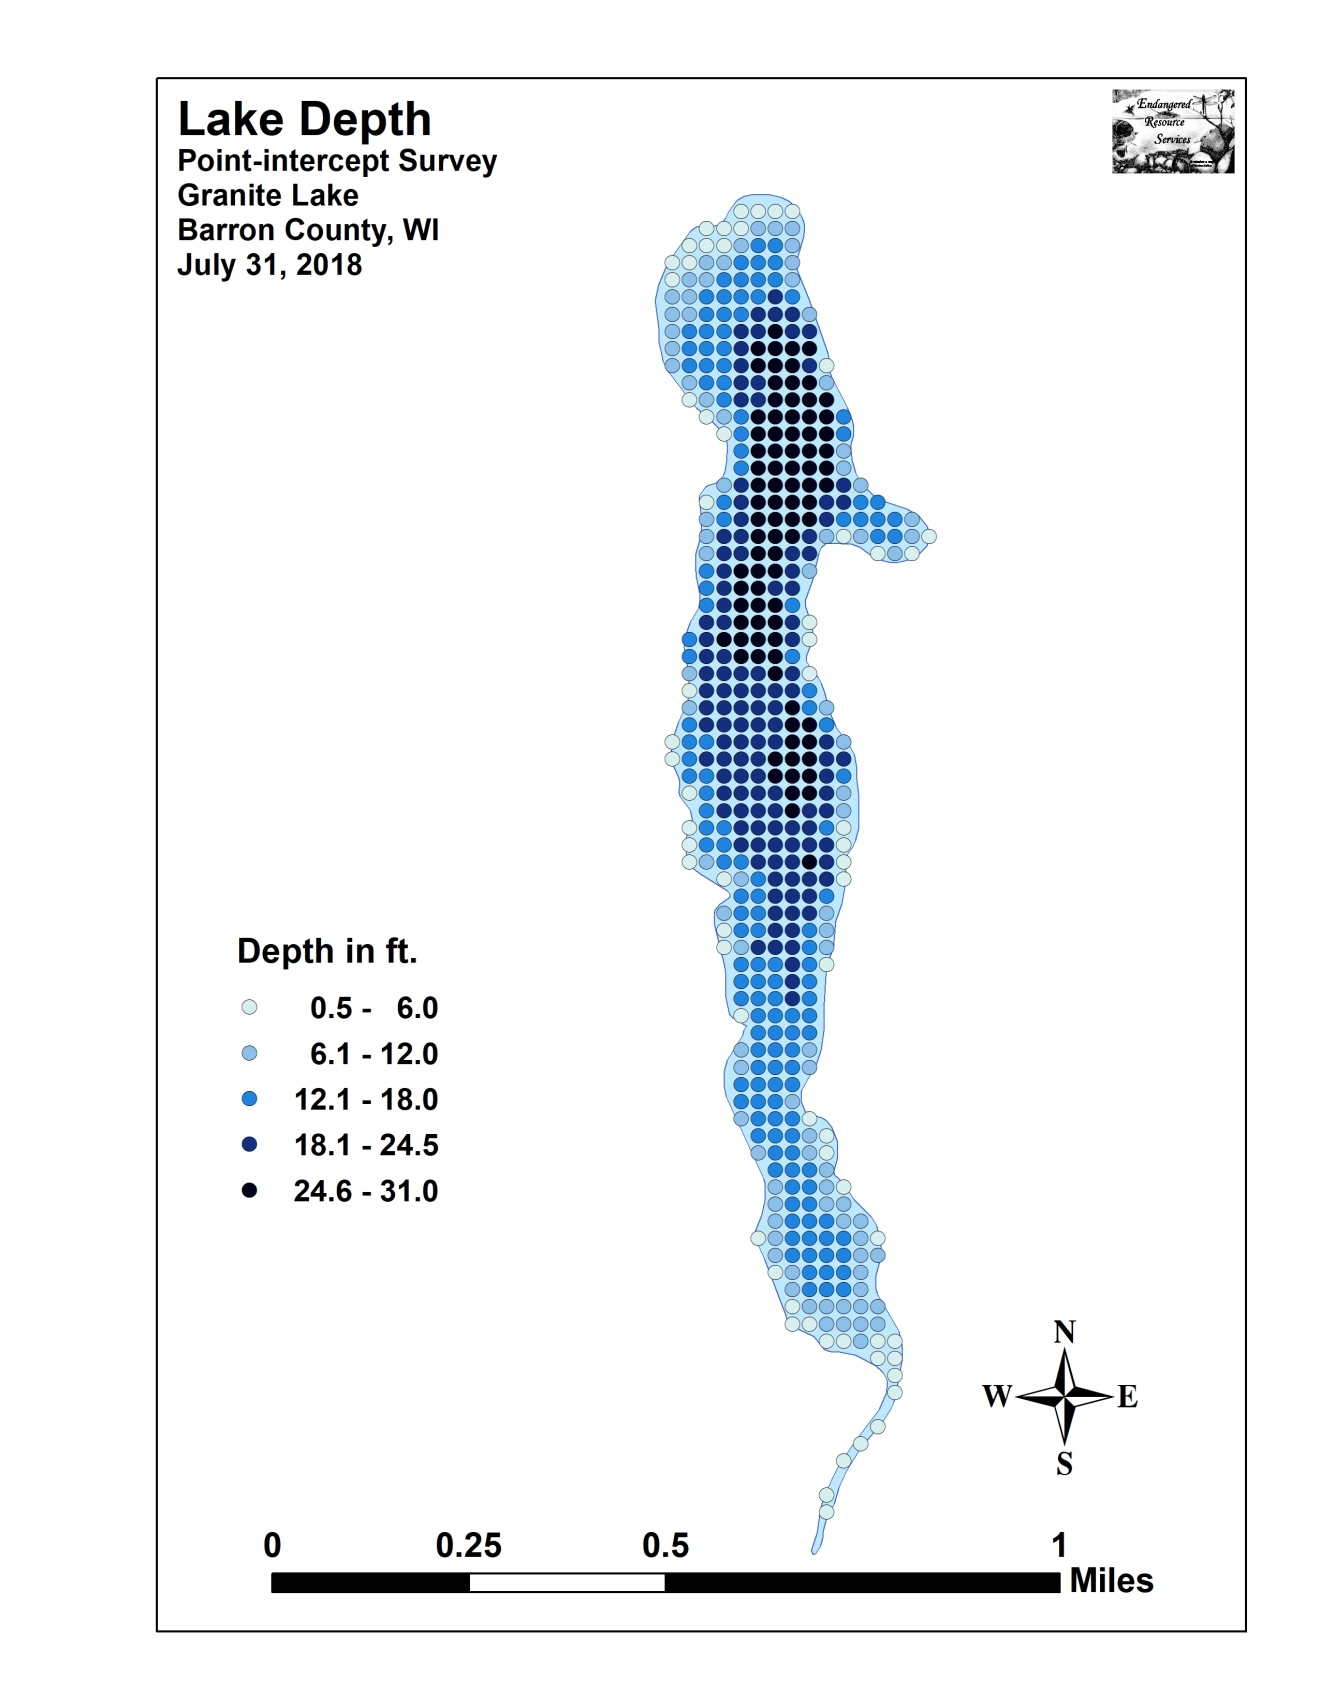 Lake Depth
Point-intercept Survey
Granite Lake
Barron County, WI
July 31, 2018
Endangered
Resource
Services
Depth in ft.
0.5 - 6.0
6.1 - 12.0
12.1 - 18.0
18.1 - 24.5
24.6 - 31.0
N
W E
S
0 0.25 0.5 1
Miles